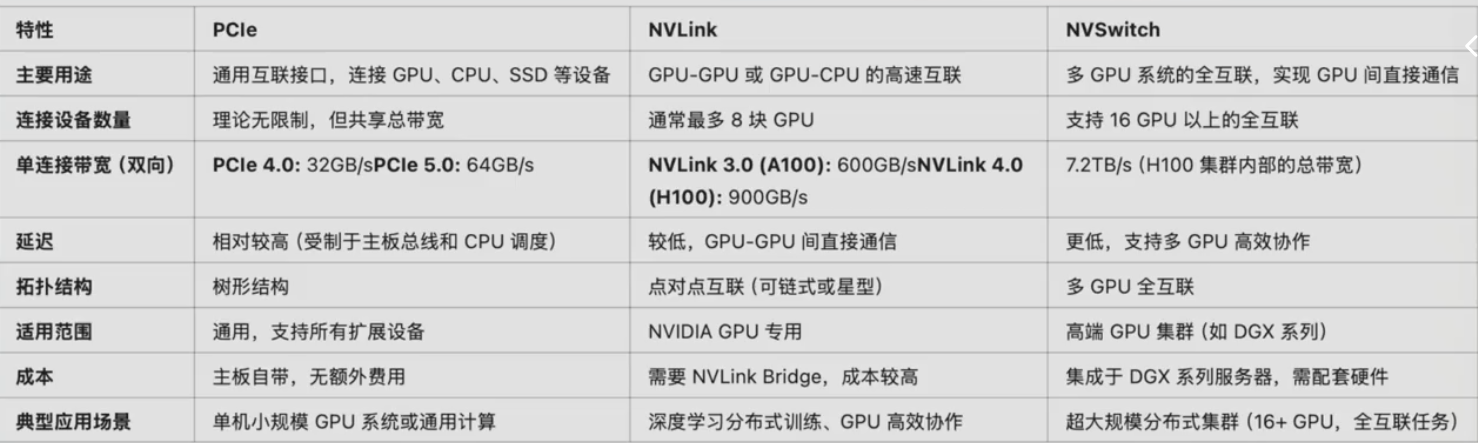 特性 PCIe NVLink NVSwitch
主要用途 通用互联接口，连接 GPU、CPU、SSD 等设备 GPU-GPU 或 GPU-CPU 的高速互联 多 GPU 系统的全互联，实现 GPU 间直接通信
连接设备数量 理论无限制，但共享总带宽 通常最多 8 块 GPU 支持 16 GPU 以上的全互联
单连接带宽（双向） PCIe 4.0: 32GB/sPCIe 5.0: 64GB/s NVLink 3.0 (A100): 600GB/sNVLink 4.0 7.2TB/s（H100 集群内部的总带宽）
(H100): 900GB/s
延迟 相对较高（受制于主板总线和 CPU 调度） 较低，GPU-GPU 间直接通信 更低，支持多 GPU 高效协作
拓扑结构 树形结构 点对点互联（可链式或星型） 多 GPU 全互联
适用范围 通用，支持所有扩展设备 NVIDIA GPU 专用 高端 GPU 集群（如 DGX 系列）
成本 主板自带，无额外费用 需要 NVLink Bridge，成本较高 集成于 DGX 系列服务器，需配套硬件
典型应用场景 单机小规模 GPU 系统或通用计算 深度学习分布式训练、GPU 高效协作 超大规模分布式集群（16+ GPU，全互联任务）